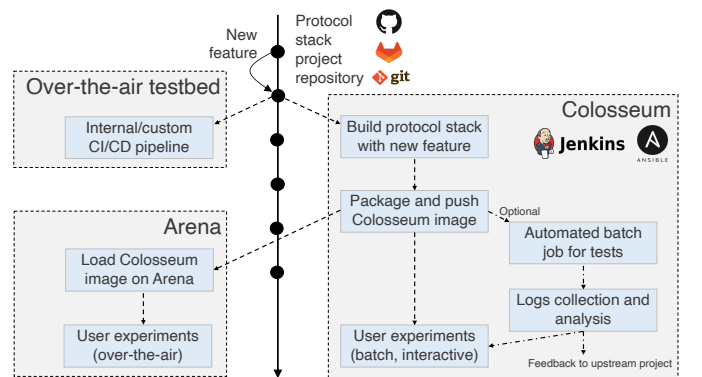 New
feature
Protocol
stack
project
repository
git
Over-the-air testbed
Internal/custom
CI/CD pipeline
Colosseum
Jenkins
ANSIBLE
Build protocol stack
with new feature
Package and push
Colosseum image
Optional
Automated batch
job for tests
Logs collection and
analysis
User experiments
(batch, interactive)
Feedback to upstream project
Arena
Load Colosseum
image on Arena
User experiments
(over-the-air)